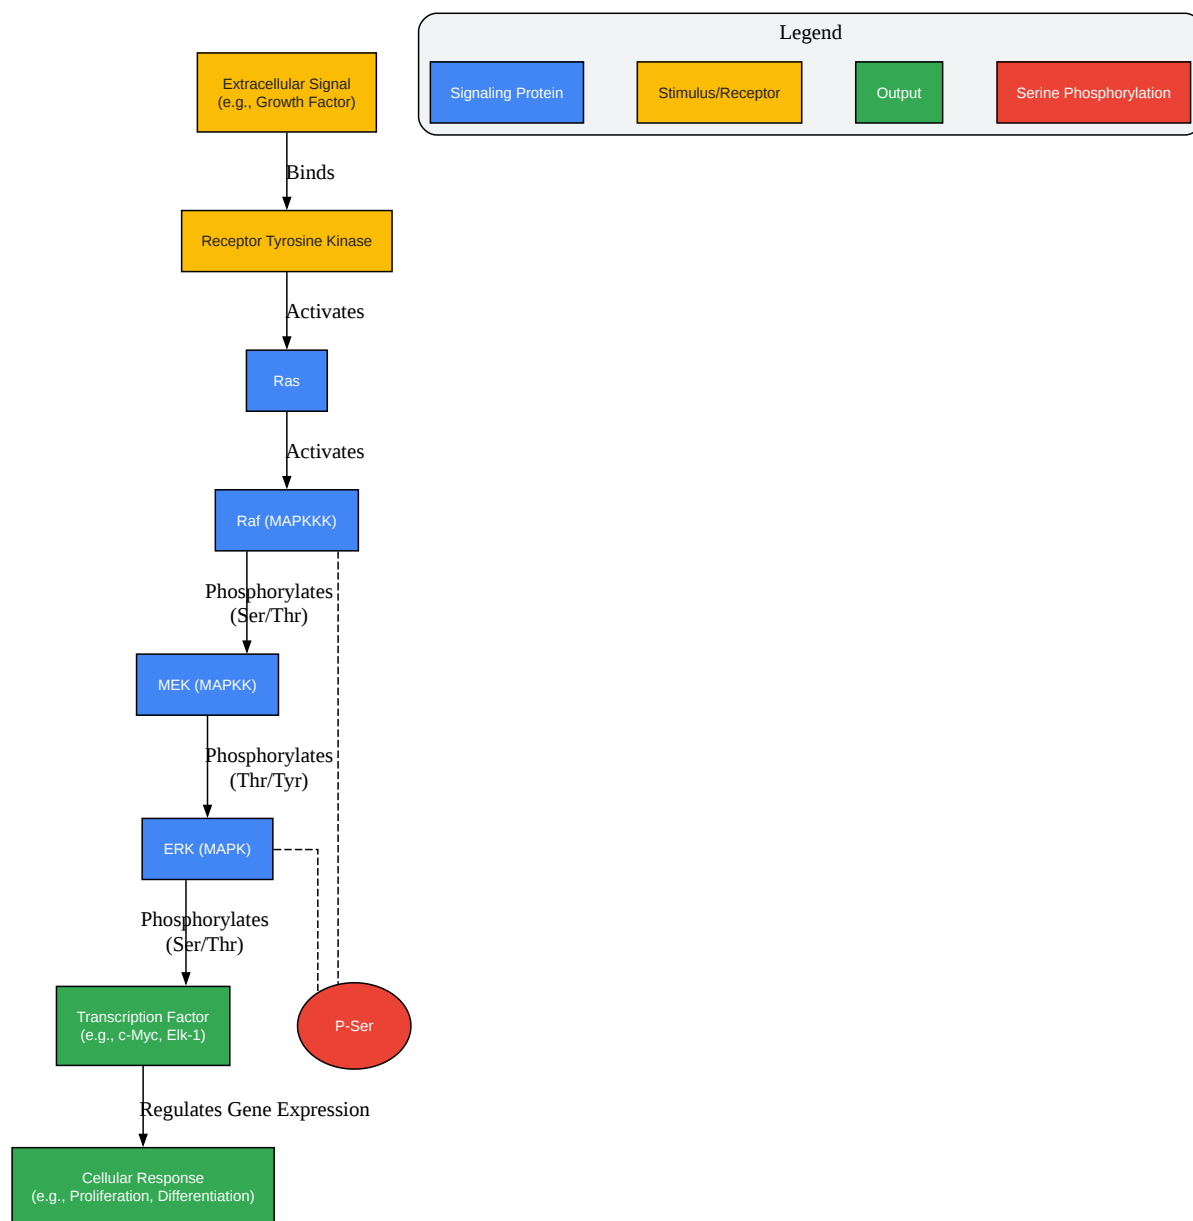 Legend
Signaling Protein
Stimulus/Receptor
Output
Serine Phosphorylation
Extracellular Signal
(e.g., Growth Factor)
Binds
Receptor Tyrosine Kinase
Activates
Ras
Activates
Raf (MAPKKK)
Phosphorylates
(Ser/Thr)
MEK (MAPKK)
Phosphorylates
(Thr/Tyr)
ERK (MAPK)
Phosphorylates
(Ser/Thr)
Transcription Factor
(e.g., c-Myc, Elk-1)
P-Ser
Regulates Gene Expression
Cellular Response
(e.g., Proliferation, Differentiation)